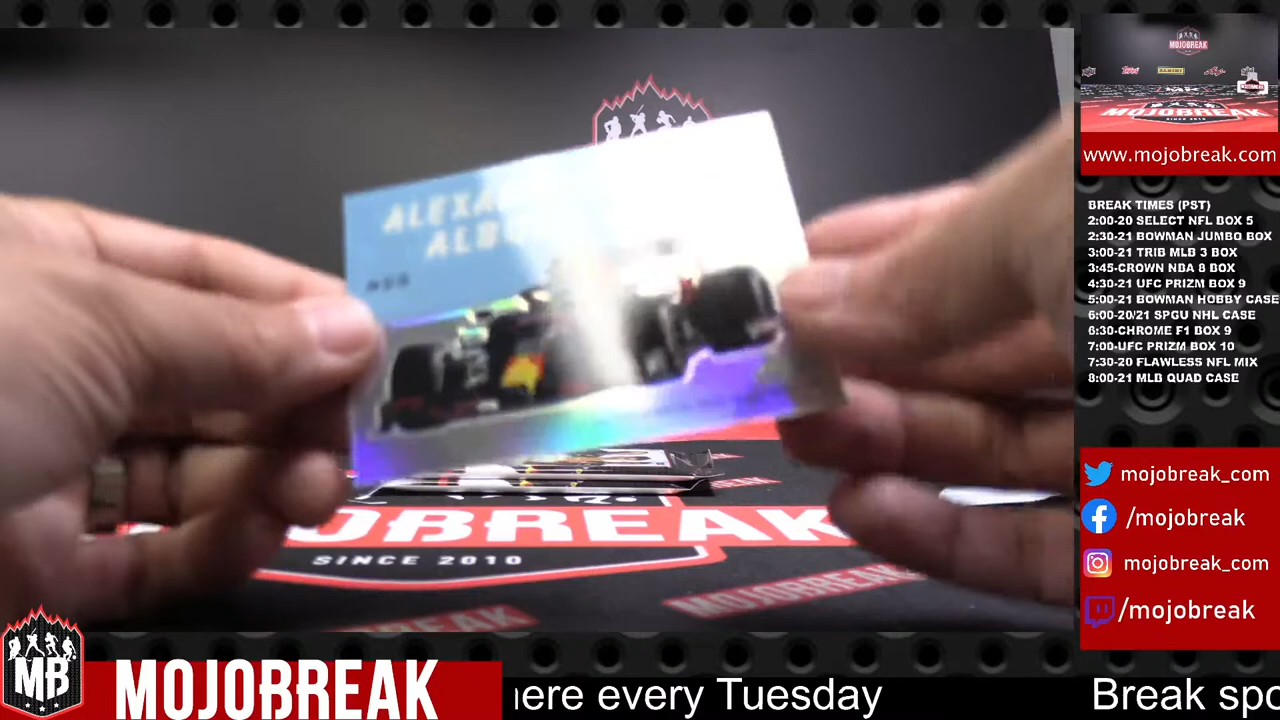 MOJOBREAK
www.mojobreak.com
BREAK TIMES (PST)
2:00-20 SELECT NFL BOX 5
2:30-21 BOWMAN JUMBO BOX
3:00-21 TRIB MLB 3 BOX
3:45-CROWN NBA 8 BOX
4:30-21 UFC PRIZM BOX 9
5:00-21 BOWMAN HOBBY CASE
6:00-20/21 SPGU NHL CASE
6:30-CHROME F1 BOX 9
7:00-UFC PRIZM BOX 10
7:30-20 FLAWLESS NFL MIX
8:00-21 MLB QUAD CASE
mojobreak_com
/mojobreak
mojobreak_com
/mojobreak
OJOBREAK
SINCE 2010
MOJOBREAK
MB
MOJOBREAK
ere every Tuesday
Break spo